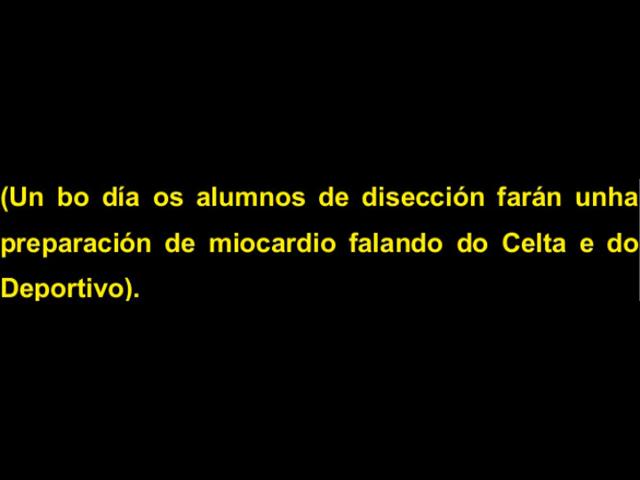 (Un bo día os alumnos de disección farán unha
preparación de miocardio falando do Celta e do
Deportivo).